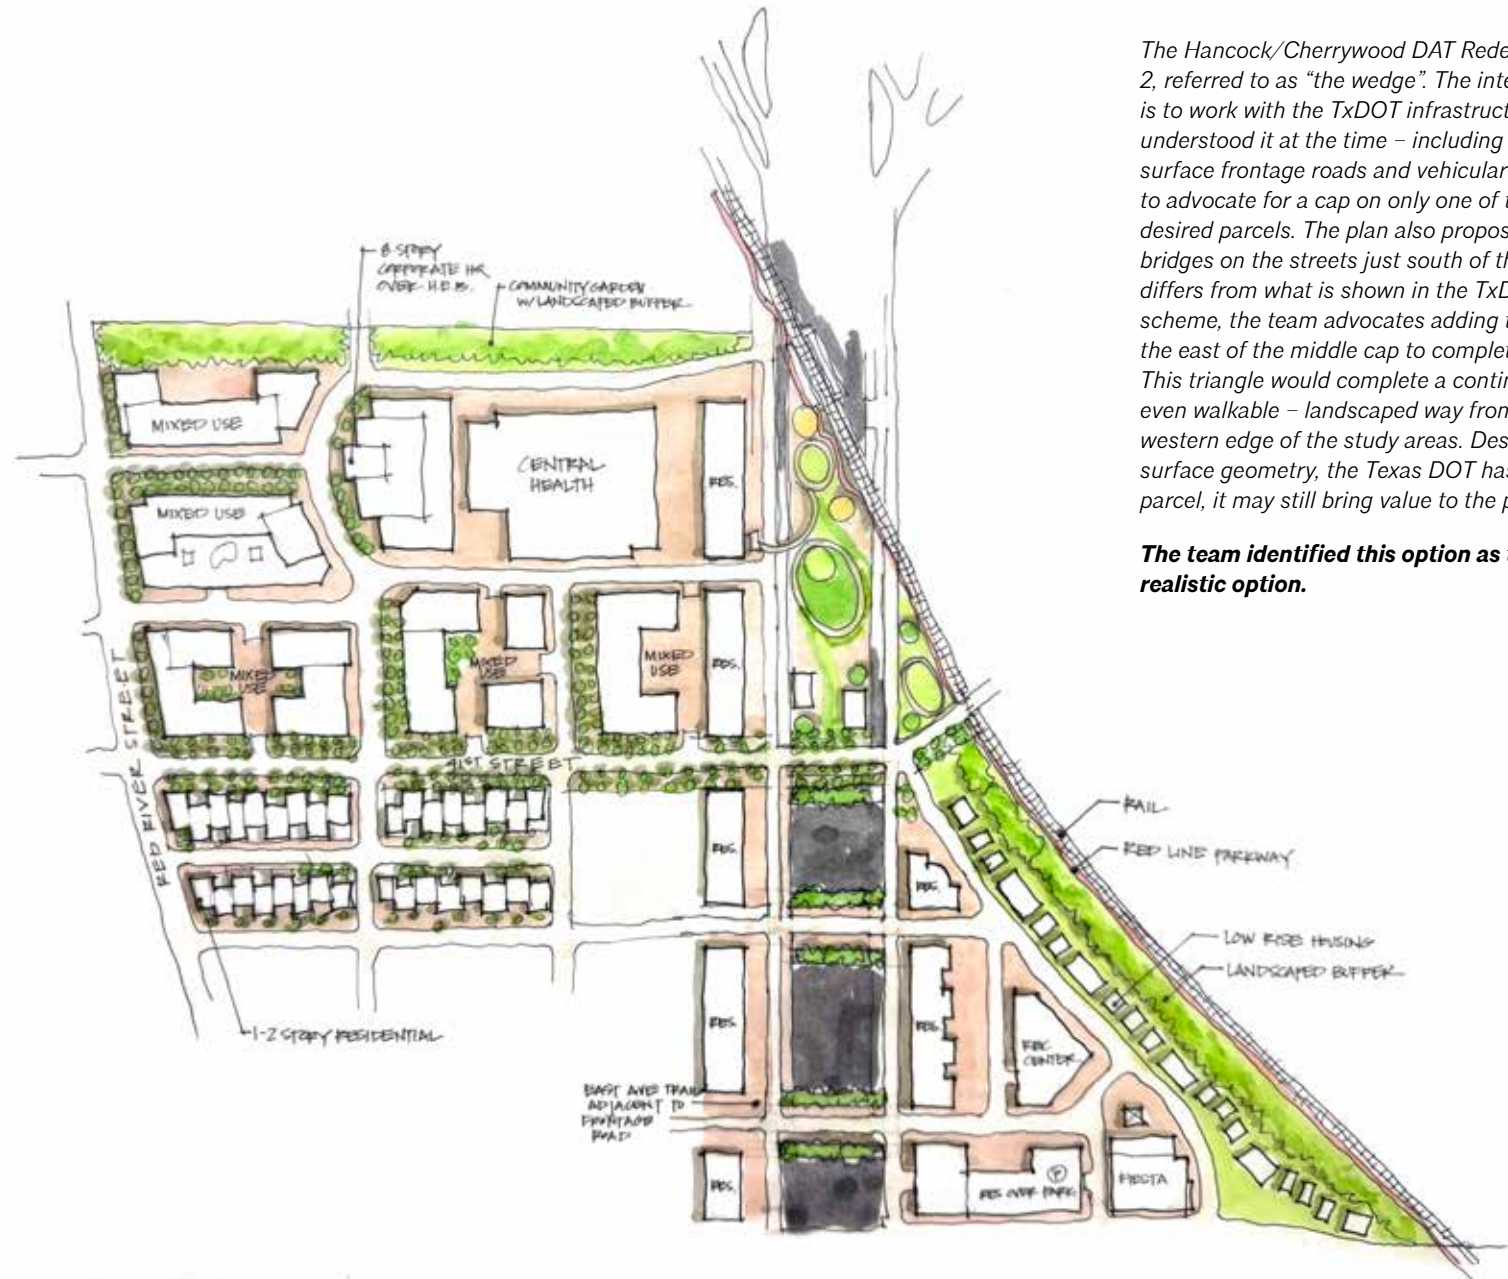 The Hancock/Cherrywood DAT Rede
2, referred to as “the wedge”. The inte
is to work with the TxDOT infrastruct
understood it at the time – including
surface frontage roads and vehicular
to advocate for a cap on only one of t
desired parcels. The plan also propos
bridges on the streets just south of th
differs from what is shown in the TxD
scheme, the team advocates adding t
the east of the middle cap to complet
This triangle would complete a contin
even walkable – landscaped way from
western edge of the study areas. Des
surface geometry, the Texas DOT has
parcel, it may still bring value to the p
The team identified this option as t
realistic option.
8 STORY
CORPORATE HQ
OVER H.E.B.
COMMUNITY GARDEN
W/ LANDSCAPED BUFFER
MIXED USE
CENTRAL
HEALTH
RES.
MIXED USE
MIXED
USE
MIXED
USE
MIXED
USE
RES.
41ST STREET
RED RIVER STREET
RES.
RES.
RAIL
RED LINE PARKWAY
LOW RISE HOUSING
LANDSCAPED BUFFER
1-2 STORY RESIDENTIAL
RES.
RES.
REC
CENTER
EAST AVE TRAIL
ADJACENT TO
FRONTAGE
ROAD
RES.
RES OVER PARK.
P
FIESTA